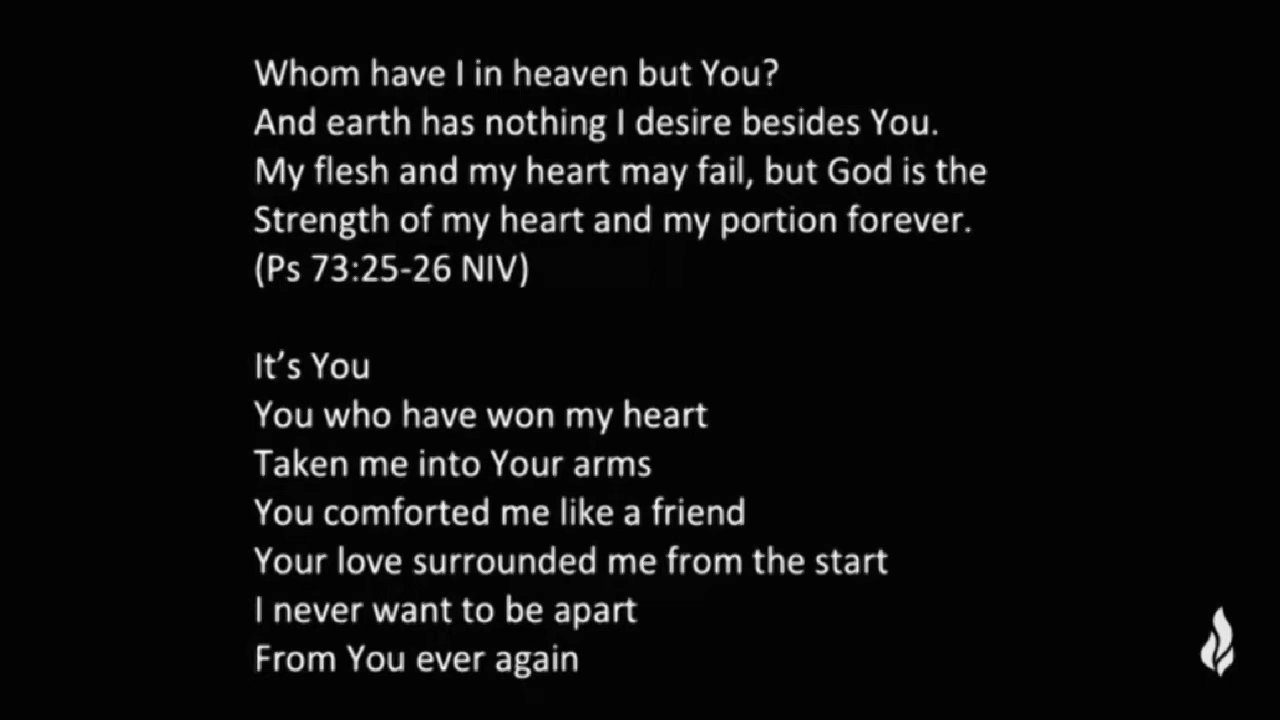 Whom have I in heaven but You?
And earth has nothing I desire besides You.
My flesh and my heart may fail, but God is the
Strength of my heart and my portion forever.
(Ps 73:25-26 NIV)
It’s You
You who have won my heart
Taken me into Your arms
You comforted me like a friend
Your love surrounded me from the start
I never want to be apart
From You ever again